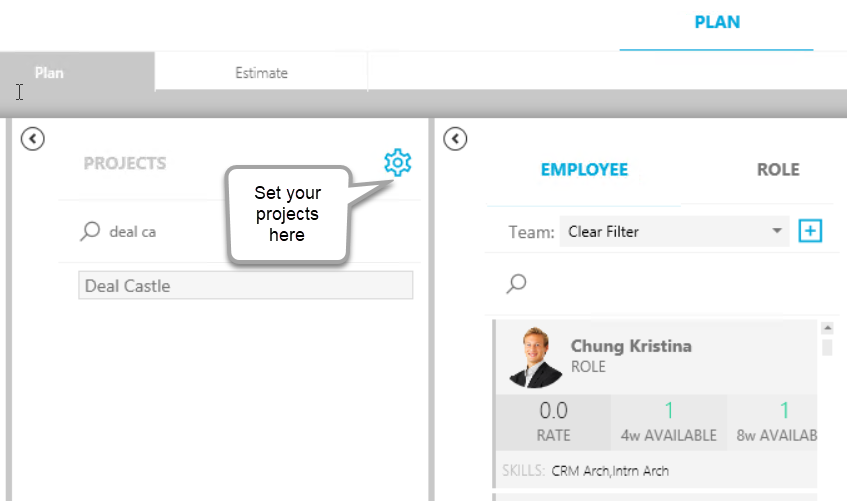 PLAN
Plan
Estimate
PROJECTS
Set your
projects
here
deal ca
Deal Castle
EMPLOYEE
ROLE
Team:
Clear Filter
Chung Kristina
ROLE
0.0
1
1
RATE
4w AVAILABLE
8w AVAILAB
SKILLS: CRM Arch,Intrn Arch